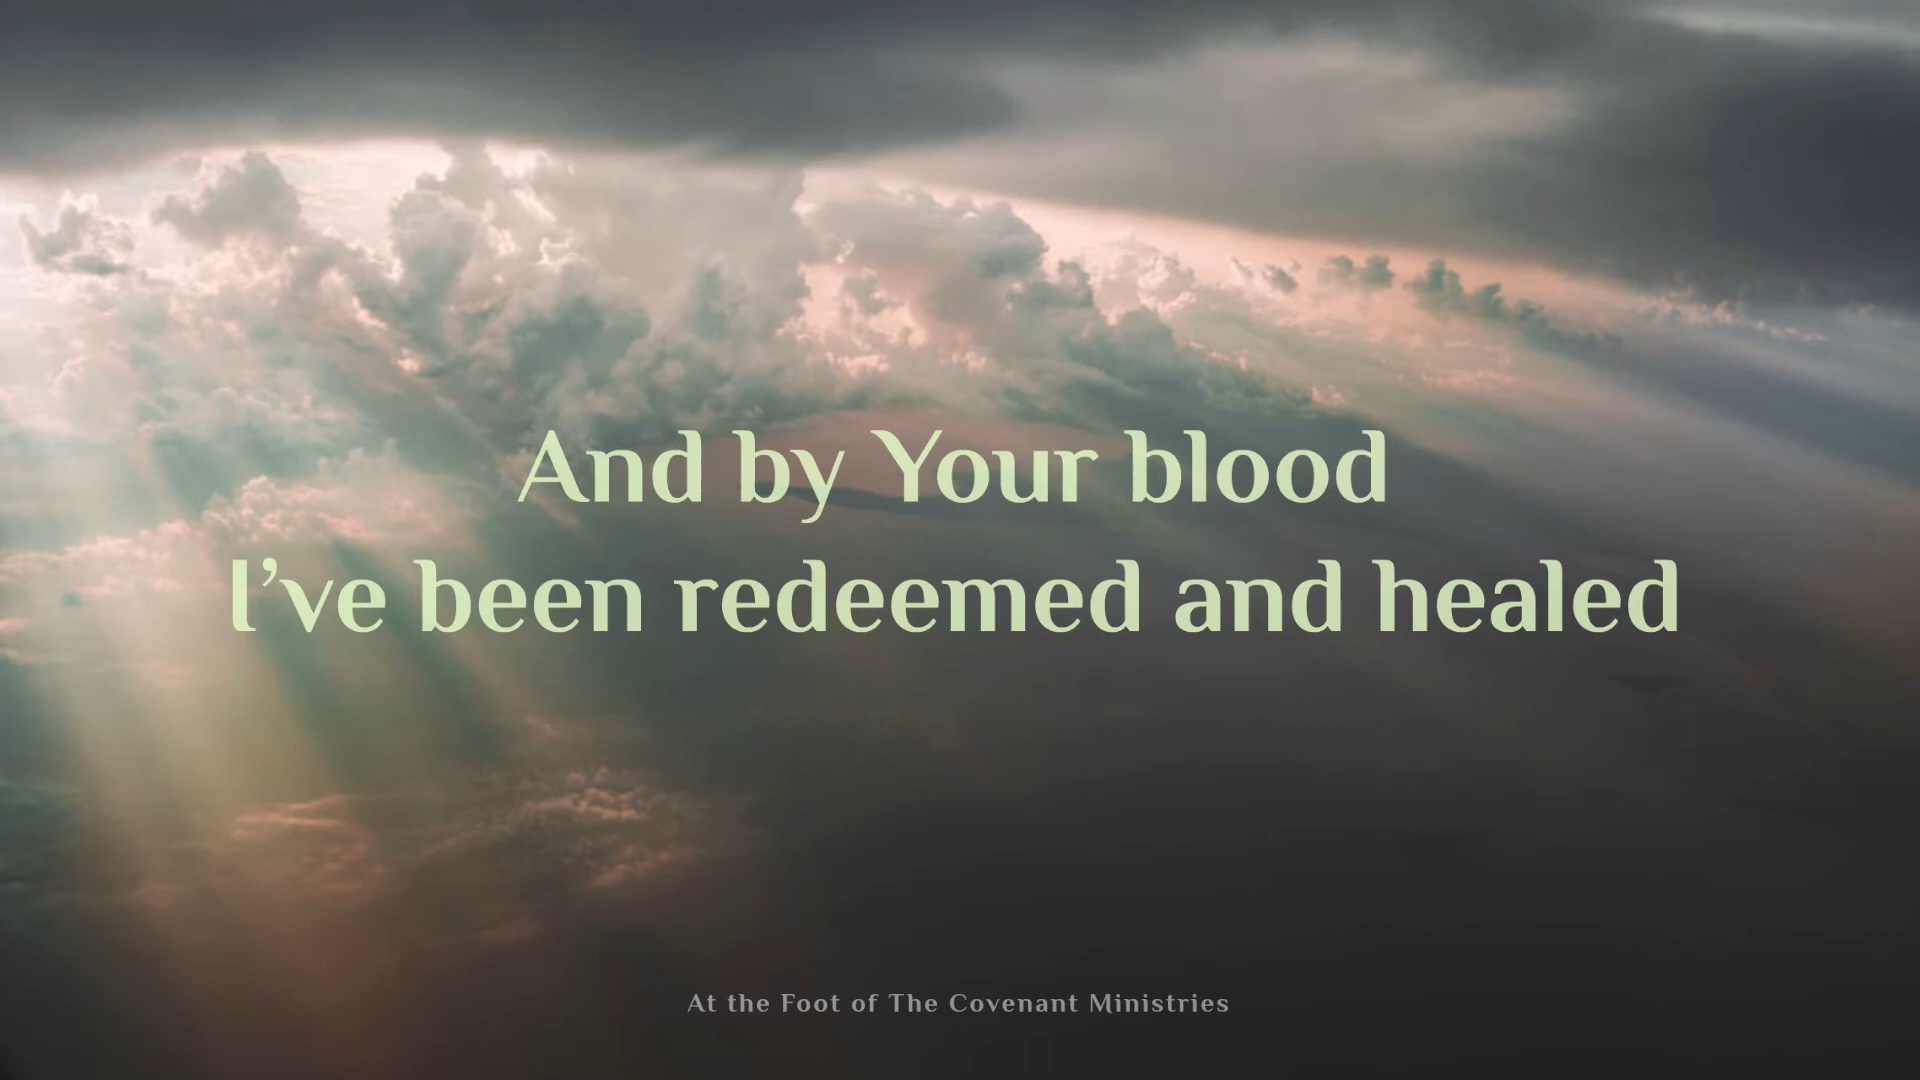 And by Your blood
I’ve been redeemed and healed
At the Foot of The Covenant Ministries